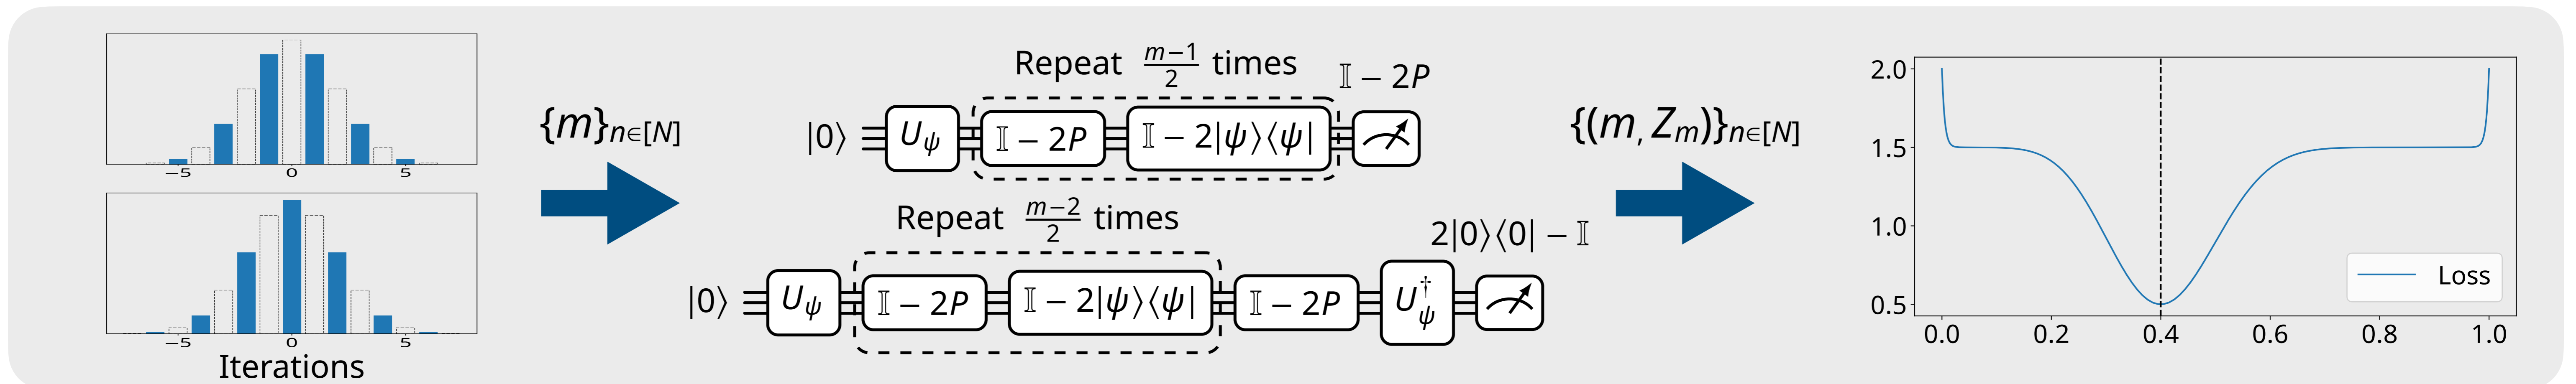 −5 0 5
−5 0 5
Iterations
{m}n∈[N]
Repeat m−1/2 times
𝕀 − 2P
|0⟩ Uψ 𝕀 − 2P 𝕀 − 2|ψ⟩⟨ψ|
Repeat m−2/2 times
2|0⟩⟨0| − 𝕀
|0⟩ Uψ 𝕀 − 2P 𝕀 − 2|ψ⟩⟨ψ| 𝕀 − 2P U†ψ
{(m, Zm)}n∈[N]
2.0
1.5
1.0
0.5
0.0 0.2 0.4 0.6 0.8 1.0
Loss